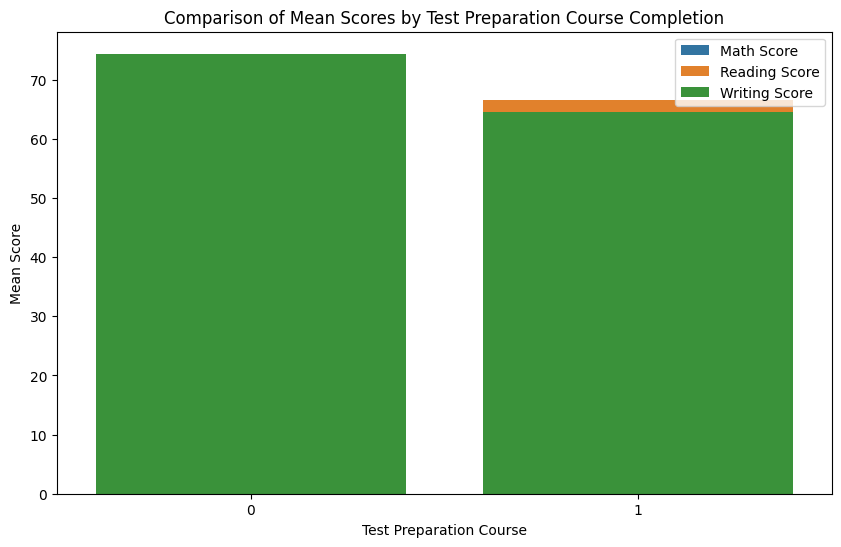 Comparison of Mean Scores by Test Preparation Course Completion
Math Score
Reading Score
Writing Score
70
60
50
40
30
20
10
0
Mean Score
0
1
Test Preparation Course